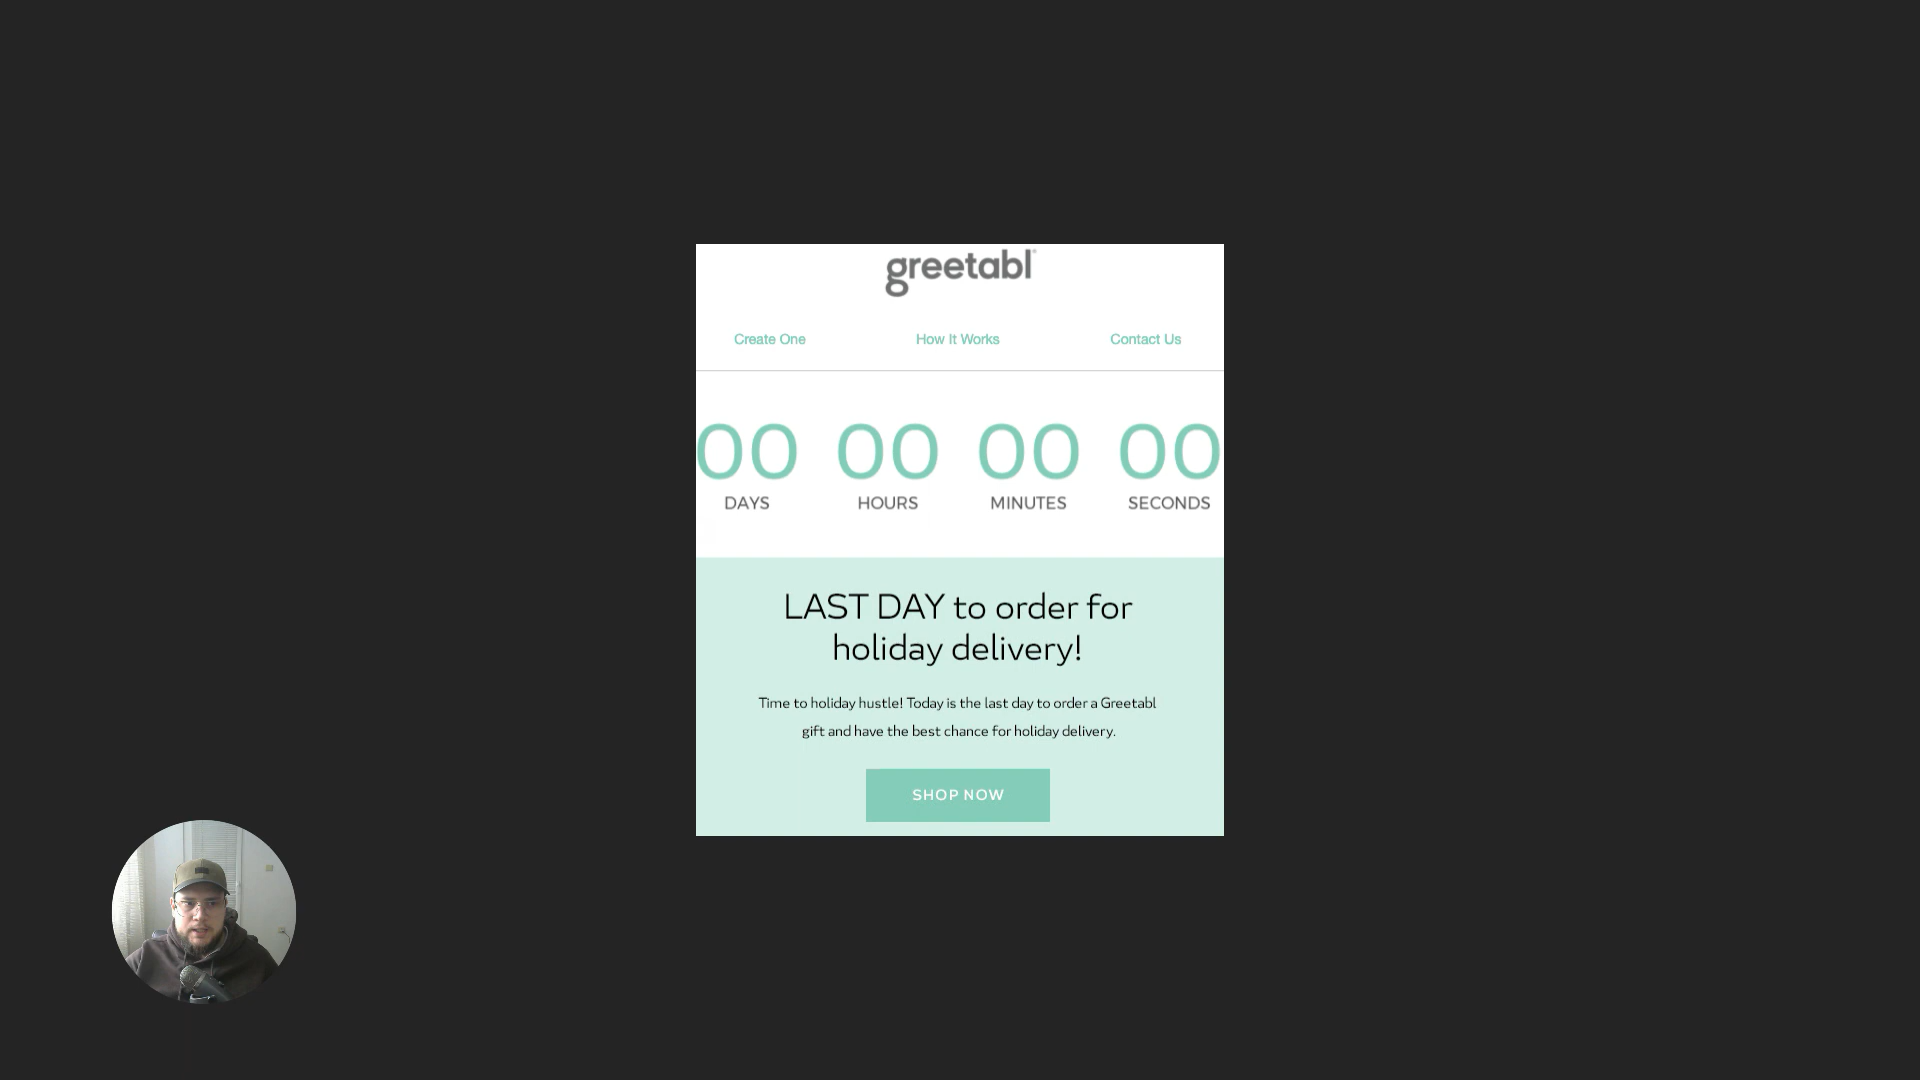 greetabl
Create One How It Works Contact Us
00 00 00 00
DAYS HOURS MINUTES SECONDS
LAST DAY to order for
holiday delivery!
Time to holiday hustle! Today is the last day to order a Greetabl
gift and have the best chance for holiday delivery.
SHOP NOW